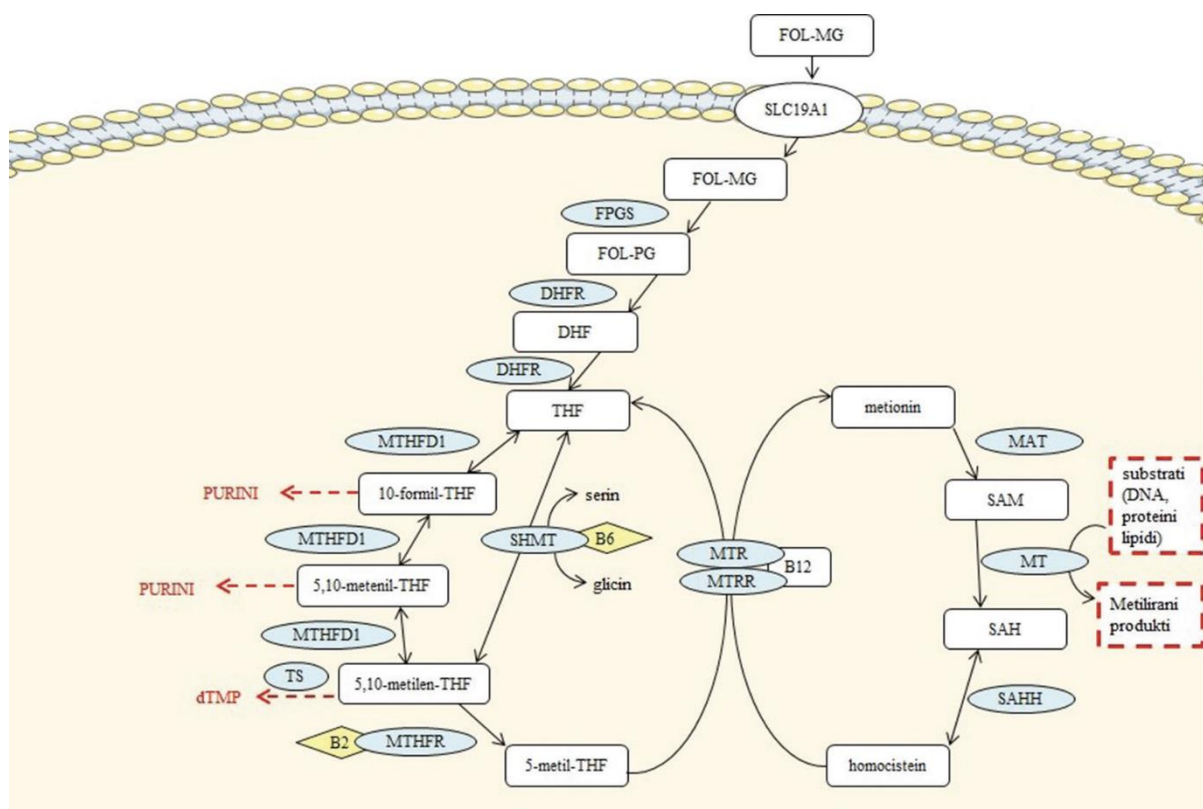 FOL-MG
SLC19A1
FOL-MG
FPGS
FOL-PG
DHFR
DHF
DHFR
THF
MTHFD1
PURINI
10-formil-THF
MTHFD1
PURINI
5,10-metenil-THF
MTHFD1
TS
dTMP
5,10-metilen-THF
B2
MTHFR
5-metil-THF
serin
SHMT
B6
glicin
MTR
MTRR
B12
metionin
MAT
SAM
MT
substrati
(DNA,
proteini
lipidi)
Metilirani
produkti
SAH
SAHH
homocistein